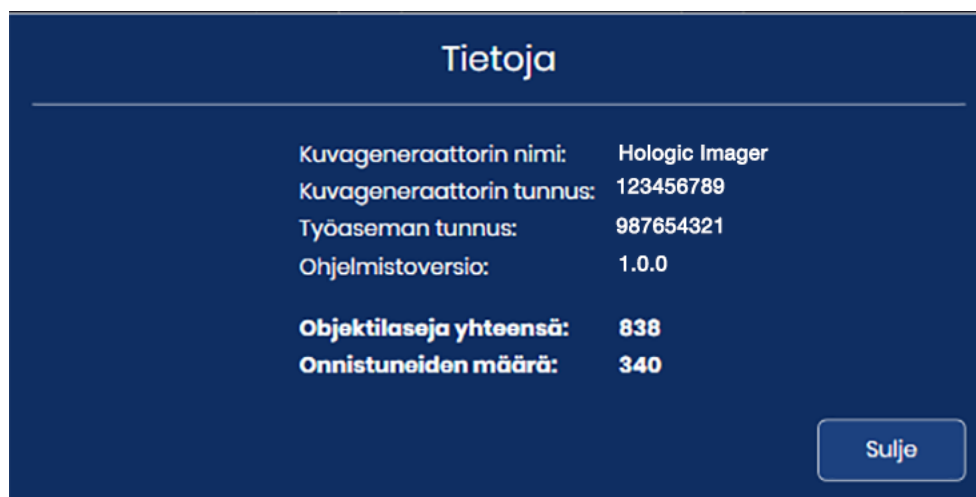 Tietoja
Kuvageneraattorin nimi: Hologic Imager
Kuvageneraattorin tunnus: 123456789
Työaseman tunnus: 987654321
Ohjelmistoversio: 1.0.0
Objektilaseja yhteensä: 838
Onnistuneiden määrä: 340
Sulje